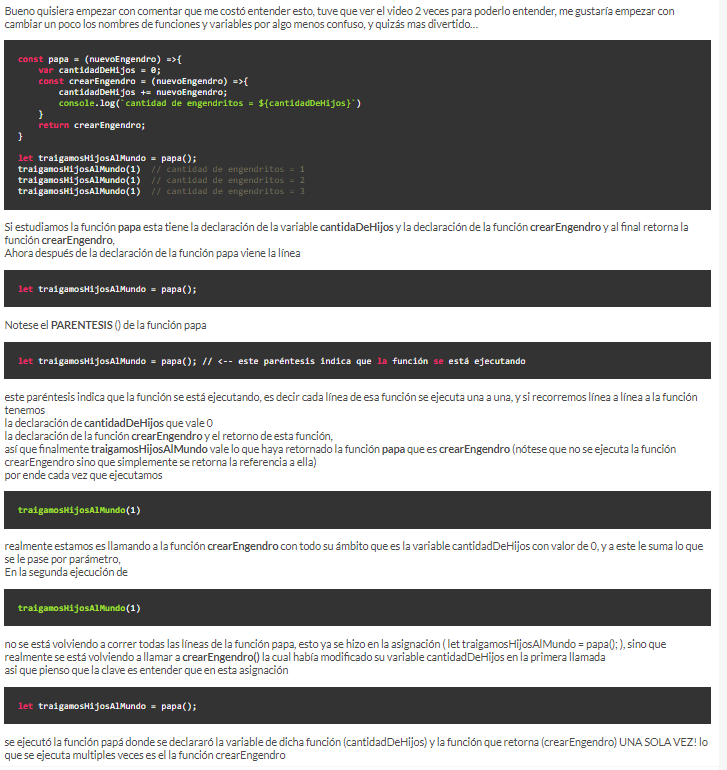 Bueno quisiera empezar con comentar que me costó entender esto, tuve que ver el video 2 veces para poderlo entender, me gustaría empezar con
cambiar un poco los nombres de funciones y variables por algo menos confuso, y quizás mas divertido…
const papa = (nuevoEngendro) =>{
    var cantidadDeHijos = 0;
    const crearEngendro = (nuevoEngendro) =>{
        cantidadDeHijos += nuevoEngendro;
        console.log(`cantidad de engendritos = ${cantidadDeHijos}`)
    }
    return crearEngendro;
}
let traigamosHijosAlMundo = papa();
traigamosHijosAlMundo(1)  // cantidad de engendritos = 1
traigamosHijosAlMundo(1)  // cantidad de engendritos = 2
traigamosHijosAlMundo(1)  // cantidad de engendritos = 3
Si estudiamos la función papa esta tiene la declaración de la variable cantidaDeHijos y la declaración de la función crearEngendro y al final retorna la
función crearEngendro,
Ahora después de la declaración de la función papa viene la línea
let traigamosHijosAlMundo = papa();
Notese el PARENTESIS () de la función papa
let traigamosHijosAlMundo = papa(); // <-- este paréntesis indica que la función se está ejecutando
este paréntesis indica que la función se está ejecutando, es decir cada línea de esa función se ejecuta una a una, y si recorremos línea a línea a la función
tenemos
la declaración de cantidadDeHijos que vale 0
la declaración de la función crearEngendro y el retorno de esta función,
así que finalmente traigamosHijosAlMundo vale lo que haya retornado la función papa que es crearEngendro (nótese que no se ejecuta la función
crearEngendro sino que simplemente se retorna la referencia a ella)
por ende cada vez que ejecutamos
traigamosHijosAlMundo(1)
realmente estamos es llamando a la función crearEngendro con todo su ámbito que es la variable cantidadDeHijos con valor de 0, y a este le suma lo que
se le pase por parámetro,
En la segunda ejecución de
traigamosHijosAlMundo(1)
no se está volviendo a correr todas las líneas de la función papa, esto ya se hizo en la asignación ( let traigamosHijosAlMundo = papa(); ), sino que
realmente se está volviendo a llamar a crearEngendro() la cual había modificado su variable cantidadDeHijos en la primera llamada
asi que pienso que la clave es entender que en esta asignación
let traigamosHijosAlMundo = papa();
se ejecutó la función papá donde se declararó la variable de dicha función (cantidadDeHijos) y la función que retorna (crearEngendro) UNA SOLA VEZ! lo
que se ejecuta multiples veces es el la función crearEngendro